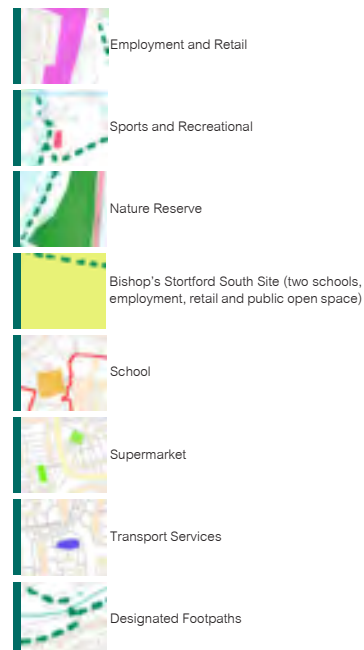 Employment and Retail
Sports and Recreational
Nature Reserve
Bishop's Stortford South Site (two schools,
employment, retail and public open space)
School
Supermarket
Transport Services
Designated Footpaths